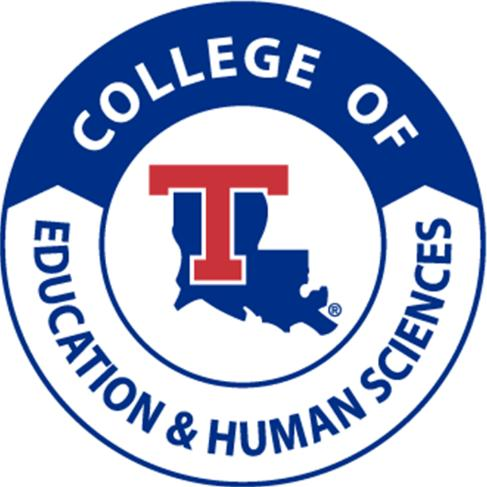 COLLEGE OF
EDUCATION & HUMAN SCIENCES
T
®